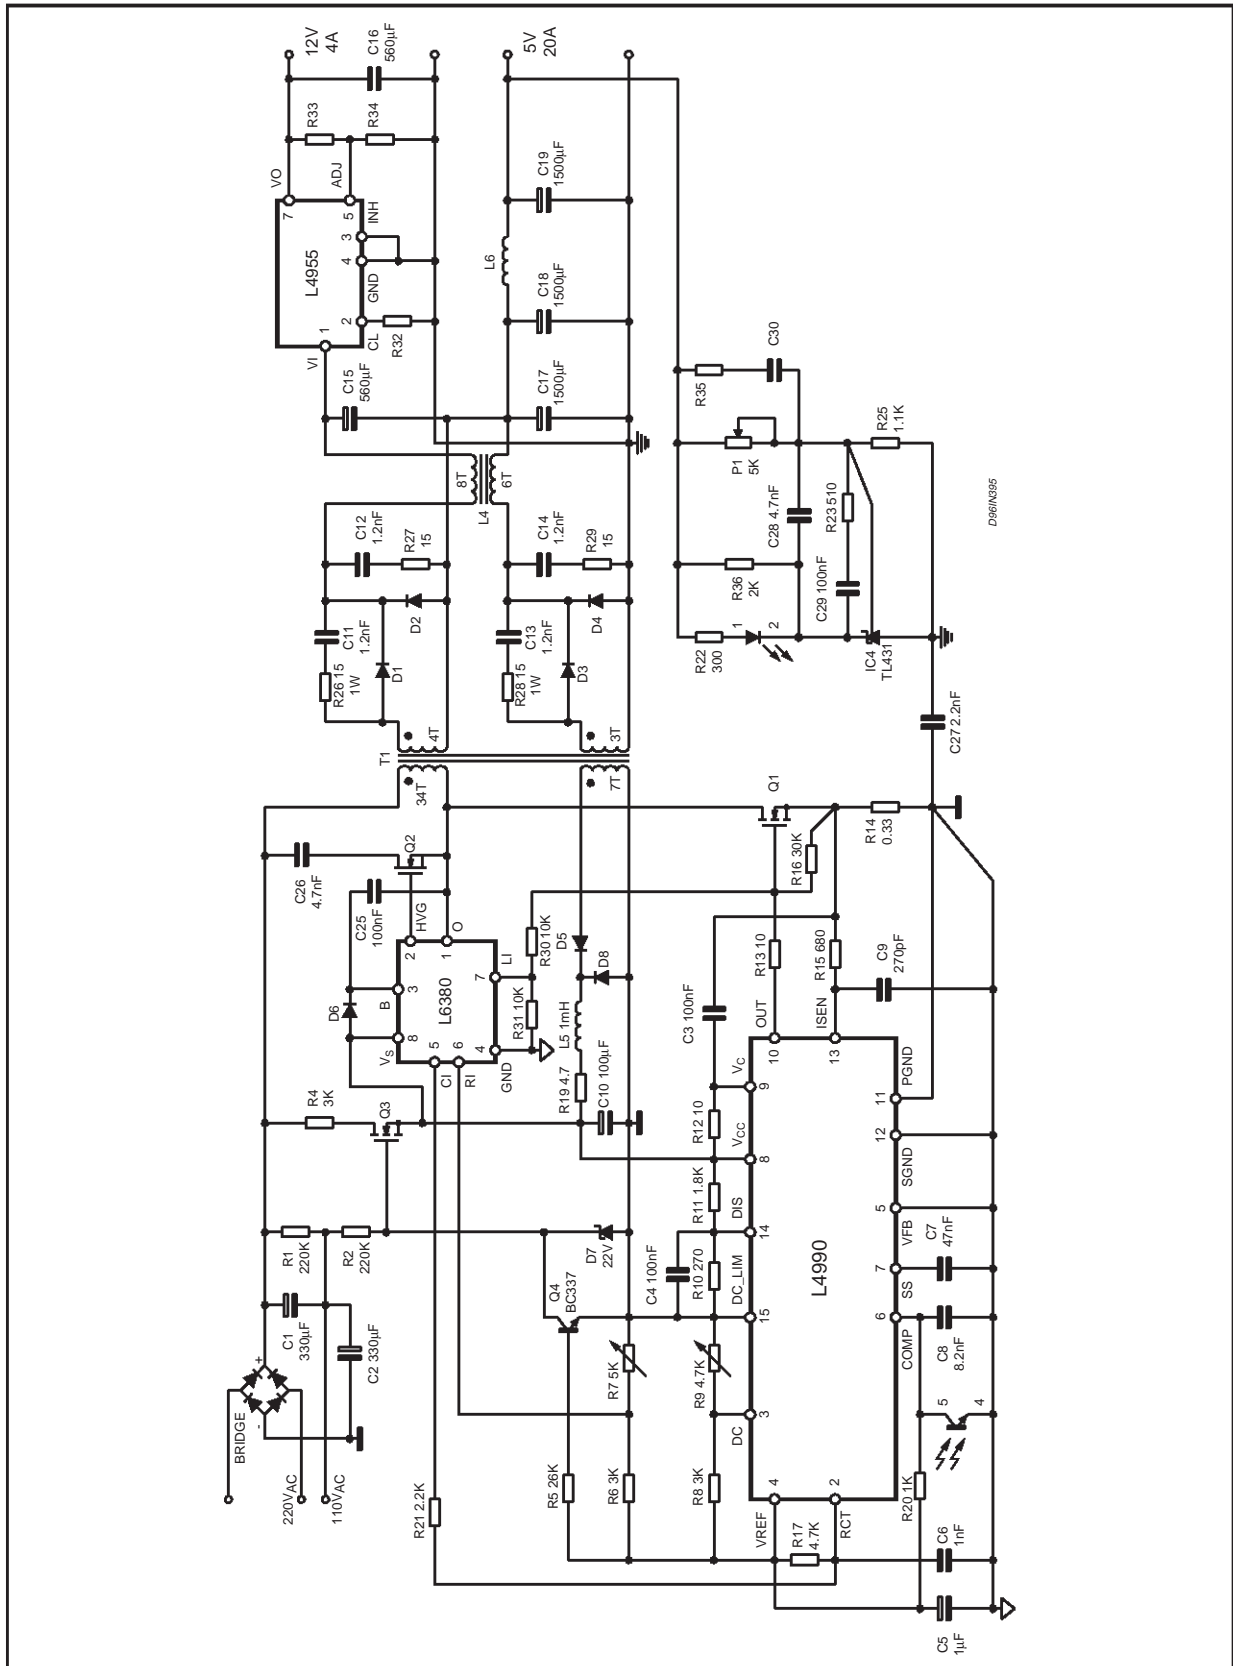 BRIDGE
+
-
220VAC
110VAC
C1
330µF
C2 330µF
R1
220K
R2
220K
R4
3K
Q3
D7
22V
Q4
BC337
R5 26K
R6 3K
R7 5K
R21 2.2K
D6
C25
100nF
C26
4.7nF
Q2
HVG
VS
B
8
3
2
L6380
5
6
4
7
1
CI
RI
GND
LI
O
R31 10K
R30 10K
T1
34T
4T
7T
3T
D5
D8
L5 1mH
R19 4.7
C10 100µF
R26 15
1W
C11
1.2nF
D1
D2
C12
1.2nF
R27
15
R28 15
1W
C13
1.2nF
D3
D4
C14
1.2nF
R29
15
8T
L4
6T
C15
560µF
VI
1
L4955
7
VO
2
4
3
5
CL
GND
INH
ADJ
R32
R33
R34
12V
4A
C16
560µF
C17
1500µF
C18
1500µF
L6
C19
1500µF
5V
20A
R8 3K
R9 4.7K
R10 270
C4 100nF
R11 1.8K
R12 10
C3 100nF
VREF
DC
DC_LIM
DIS
VCC
VC
4
3
15
14
8
9
L4990
OUT
10
ISEN
13
2
RCT
6
7
5
12
11
COMP
SS
VFB
SGND
PGND
R17
4.7K
R20 1K
C5
1µF
C6
1nF
5
4
C8
8.2nF
C7
47nF
R13 10
R15 680
C9
270pF
R16 30K
Q1
R14
0.33
C27 2.2nF
R22
300
1
2
R36
2K
C28 4.7nF
C29 100nF
R23 510
IC4
TL431
P1
5K
R35
C30
R25
1.1K
D96IN395